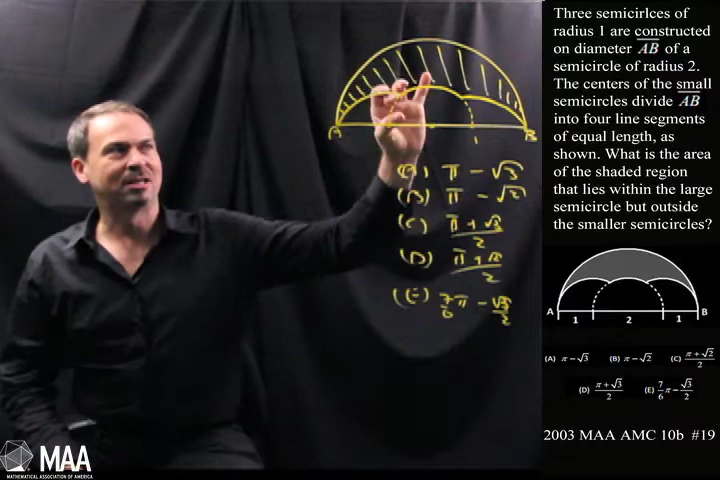 A B
1
(A) π - √3
(B) π - √2
(C) π + √2 / 2
(D) π + √3 / 2
(E) 7/6 π - √3/2
Three semicirlces of
radius 1 are constructed
on diameter AB of a
semicircle of radius 2.
The centers of the small
semicircles divide AB
into four line segments
of equal length, as
shown. What is the area
of the shaded region
that lies within the large
semicircle but outside
the smaller semicircles?
A B
1 2 1
(A) π - √3 (B) π - √2 (C) π + √2 / 2
(D) π + √3 / 2 (E) 7/6 π - √3/2
2003 MAA AMC 10b #19
MAA
MATHEMATICAL ASSOCIATION OF AMERICA